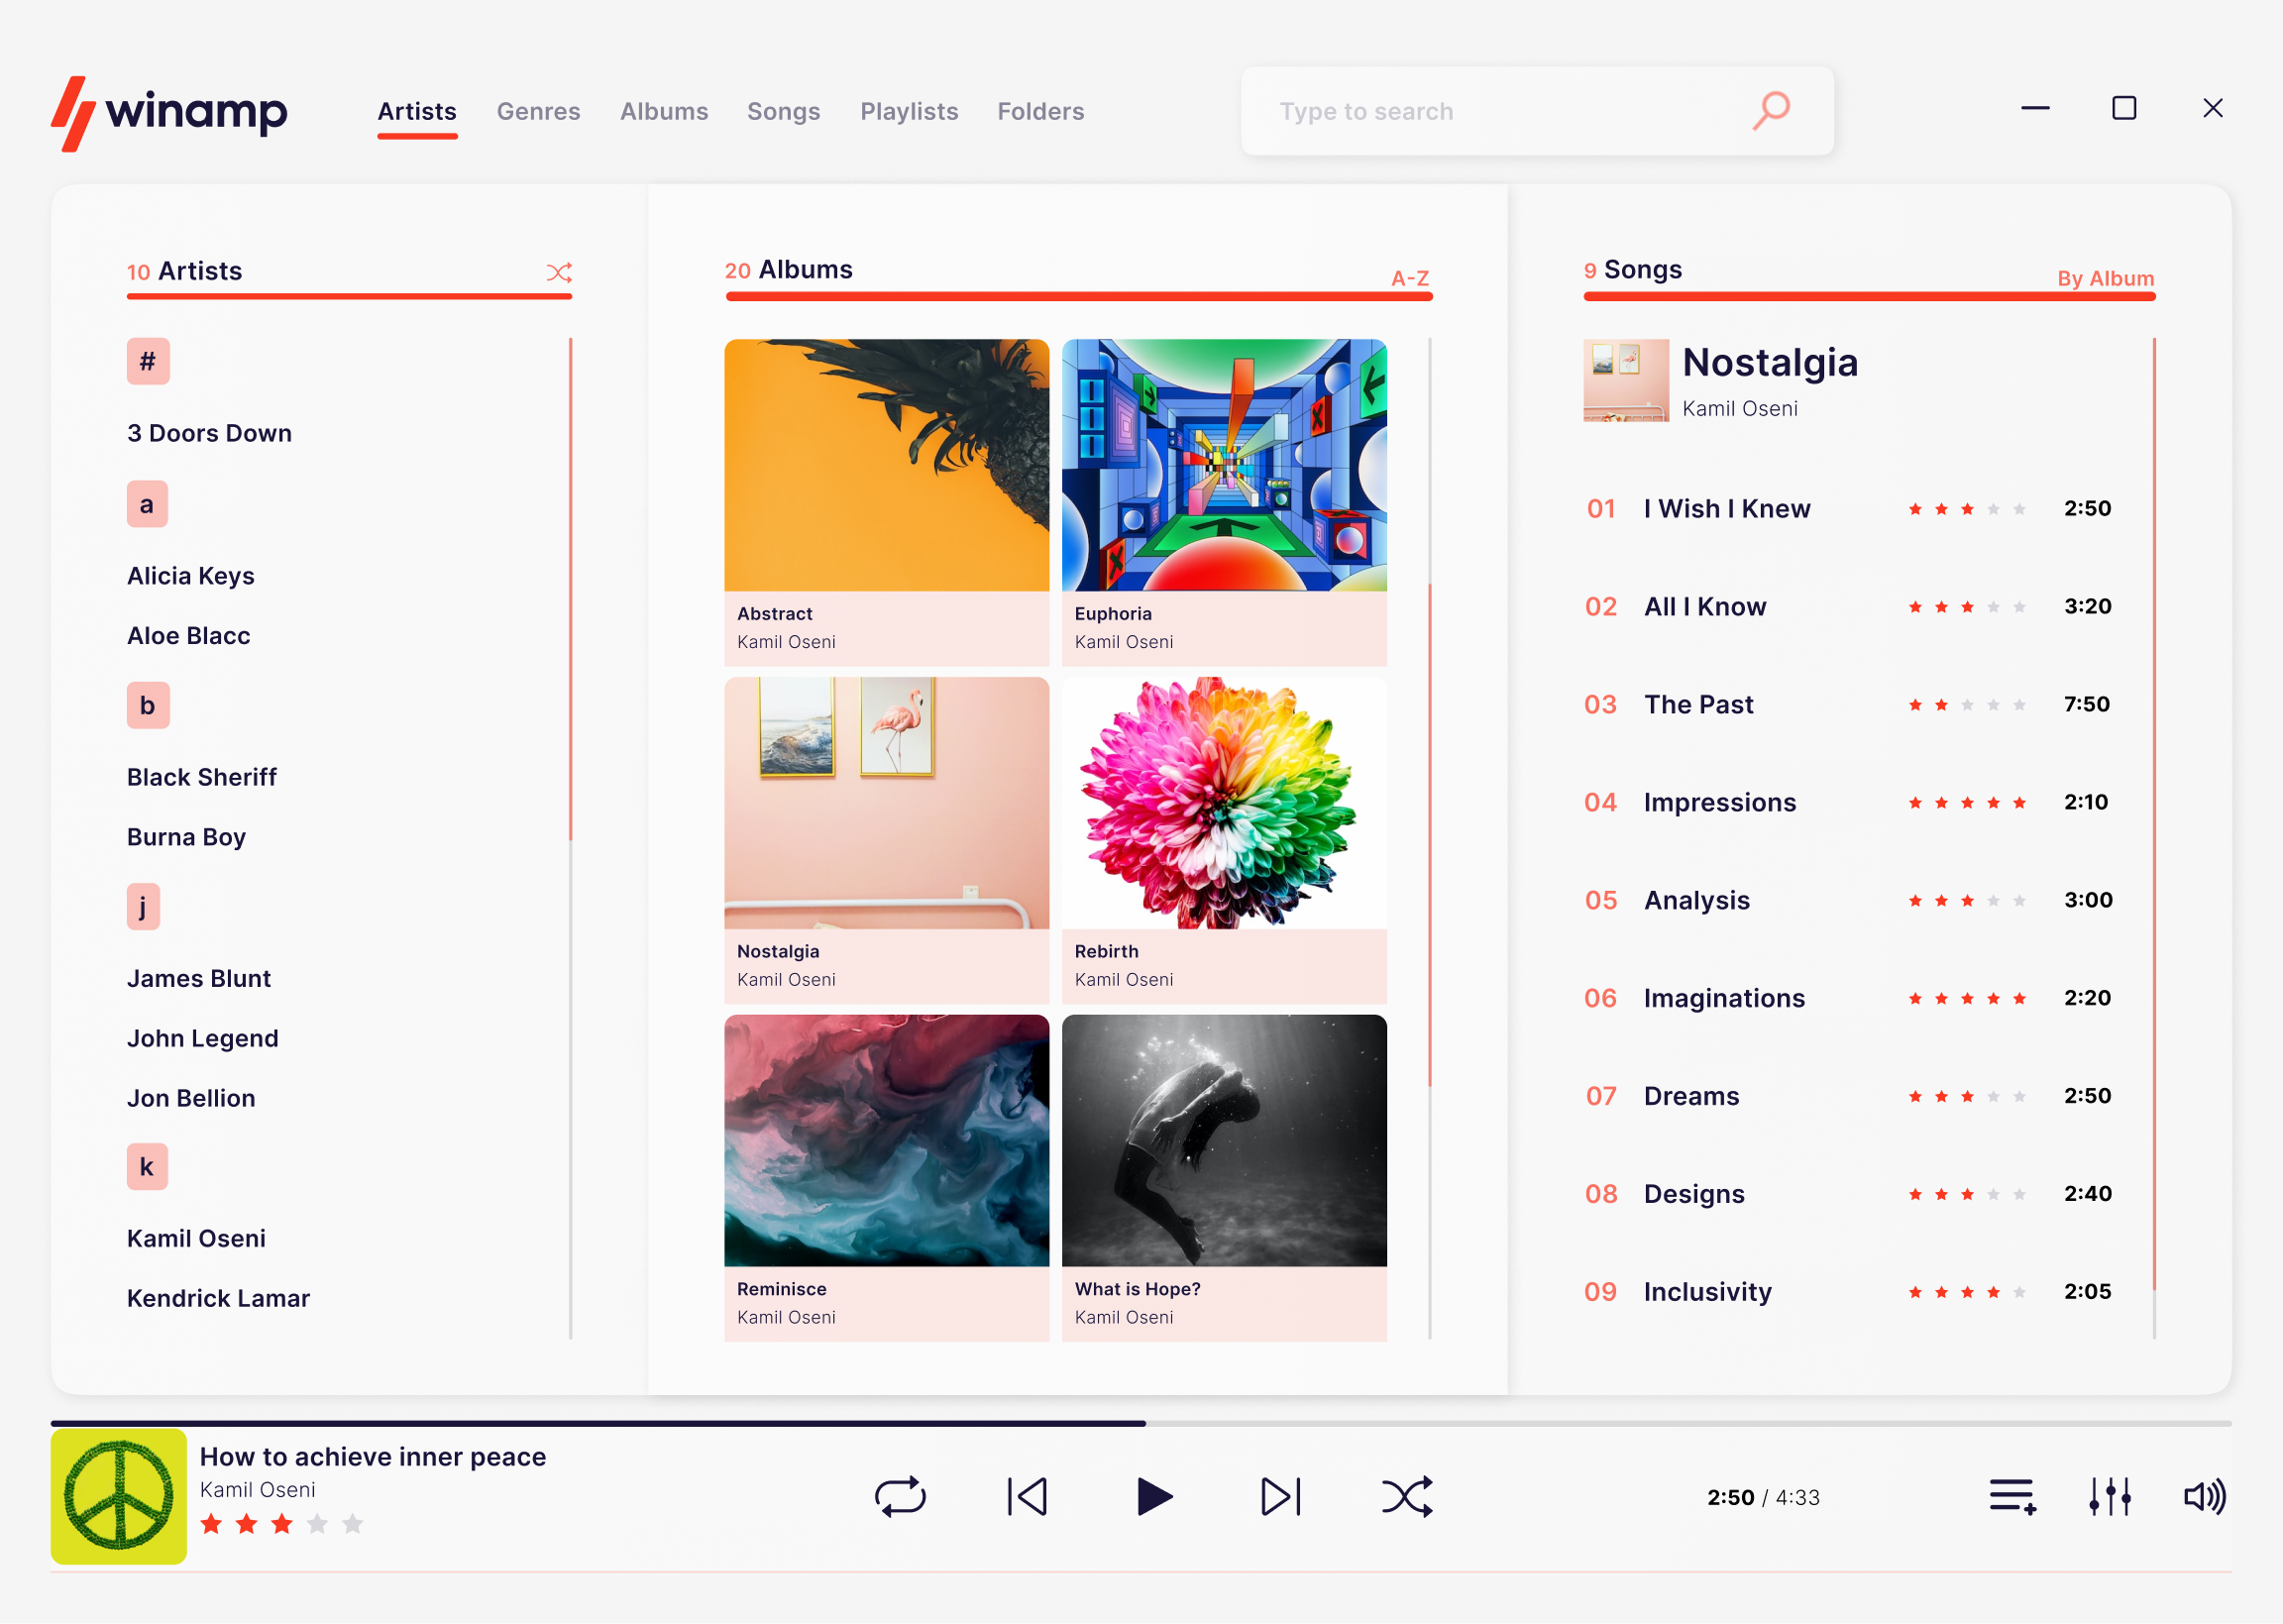 winamp
Artists Genres Albums Songs Playlists Folders
Type to search
10 Artists
#
3 Doors Down
a
Alicia Keys
Aloe Blacc
b
Black Sheriff
Burna Boy
j
James Blunt
John Legend
Jon Bellion
k
Kamil Oseni
Kendrick Lamar
20 Albums A-Z
Abstract
Kamil Oseni
Euphoria
Kamil Oseni
Nostalgia
Kamil Oseni
Rebirth
Kamil Oseni
Reminisce
Kamil Oseni
What is Hope?
Kamil Oseni
9 Songs By Album
Nostalgia
Kamil Oseni
01 I Wish I Knew 2:50
02 All I Know 3:20
03 The Past 7:50
04 Impressions 2:10
05 Analysis 3:00
06 Imaginations 2:20
07 Dreams 2:50
08 Designs 2:40
09 Inclusivity 2:05
How to achieve inner peace
Kamil Oseni
2:50 / 4:33